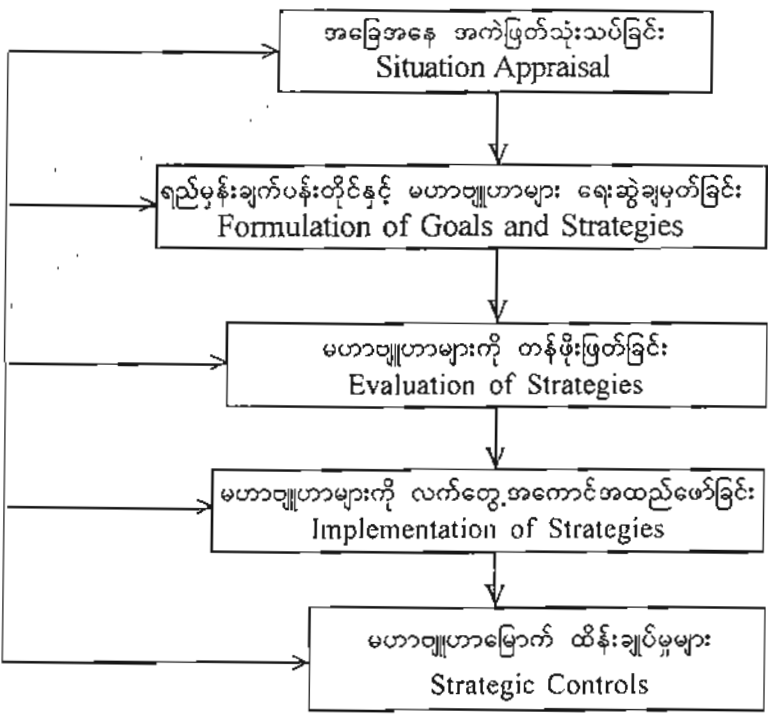 အခြေအနေ အကဲဖြတ်သုံးသပ်ခြင်း
Situation Appraisal
ရည်မှန်းချက်ပန်းတိုင်နှင့် မဟာဗျူဟာများ ရေးဆွဲချမှတ်ခြင်း
Formulation of Goals and Strategies
မဟာဗျူဟာများကို တန်ဖိုးဖြတ်ခြင်း
Evaluation of Strategies
မဟာဗျူဟာများကို လက်တွေ့အကောင်အထည်ဖော်ခြင်း
Implementation of Strategies
မဟာဗျူဟာမြောက် ထိန်းချုပ်မှုများ
Strategic Controls